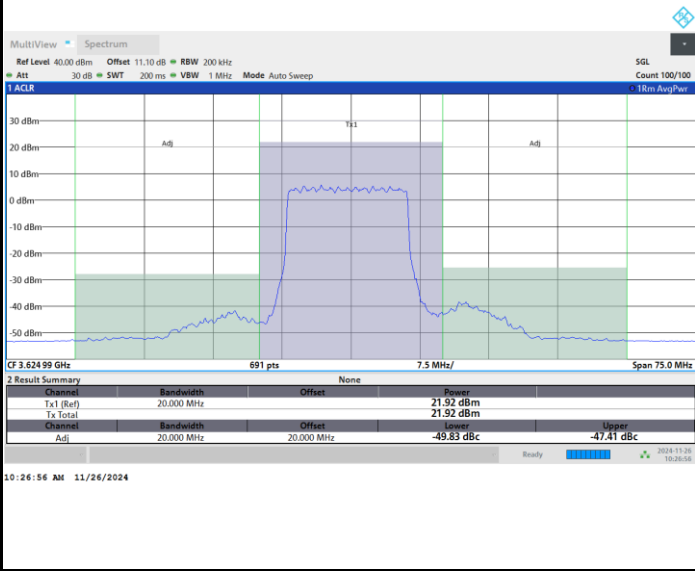 MultiView Spectrum
Ref Level 40.00 dBm Offset 11.10 dB RBW 200 kHz SGL
Att 30 dB SWT 200 ms VBW 1 MHz Mode Auto Sweep Count 100/100
1 ACLR 1Rm AvgPwr
30 dBm
Tx1
20 dBm
Adj Adj
10 dBm
0 dBm
-10 dBm
-20 dBm
-30 dBm
-40 dBm
-50 dBm
CF 3.624 99 GHz 691 pts 7.5 MHz/ Span 75.0 MHz
2 Result Summary None
Channel Bandwidth Offset Power
Tx1 (Ref) 20.000 MHz 21.92 dBm
Tx Total 21.92 dBm
Channel Bandwidth Offset Lower Upper
Adj 20.000 MHz 20.000 MHz -49.83 dBc -47.41 dBc
Ready 2024-11-26
10:26:58
10:26:56 AM 11/26/2024